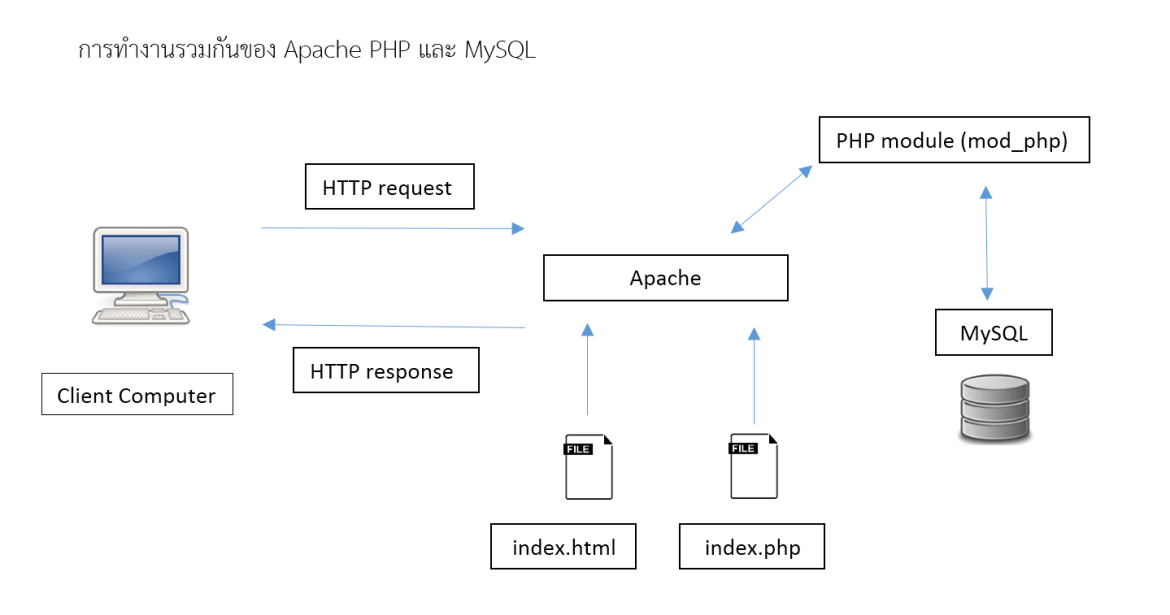 การทำงานรวมกันของ Apache PHP และ MySQL
PHP module (mod_php)
HTTP request
Apache
MySQL
HTTP response
Client Computer
FILE
FILE
index.html
index.php